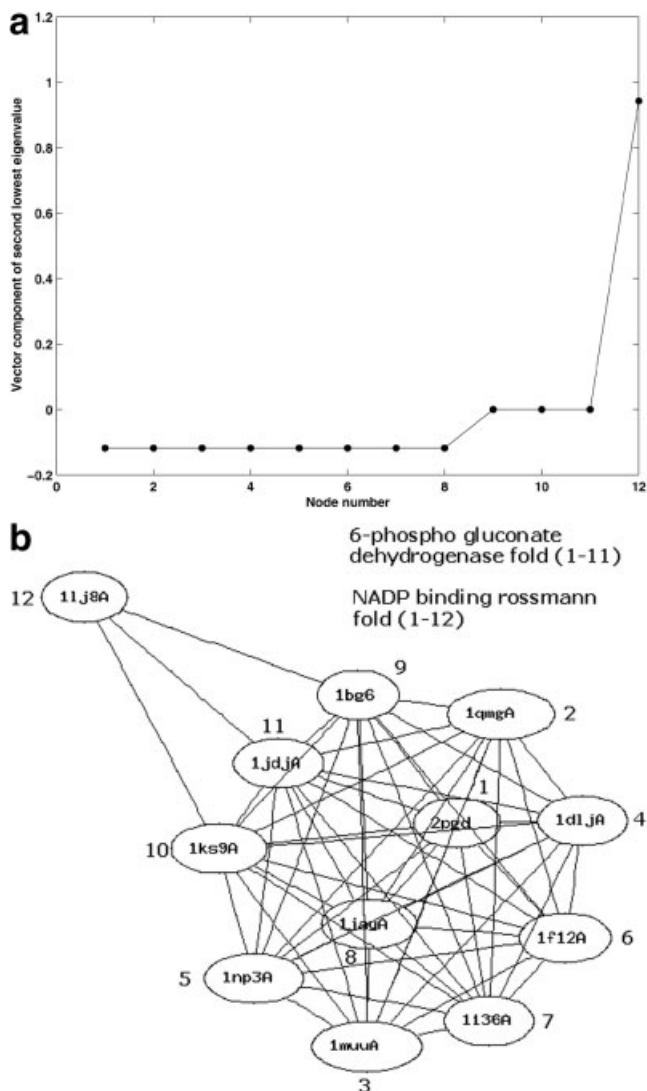 a
1.2
1
0.8
0.6
0.4
0.2
0
−0.2
0 2 4 6 8 10 12
Vector component of second lowest eigenvalue
Node number
b
6-phospho gluconate
dehydrogenase fold (1-11)
NADP binding rossmann
fold (1-12)
12 1lj8A
9
1bg6
1qmgA 2
11
1jdjA
1
2pgd
1dljA 4
10 1ks9A
8
1f12A 6
5 1np3A
1i36A 7
1muuA
3